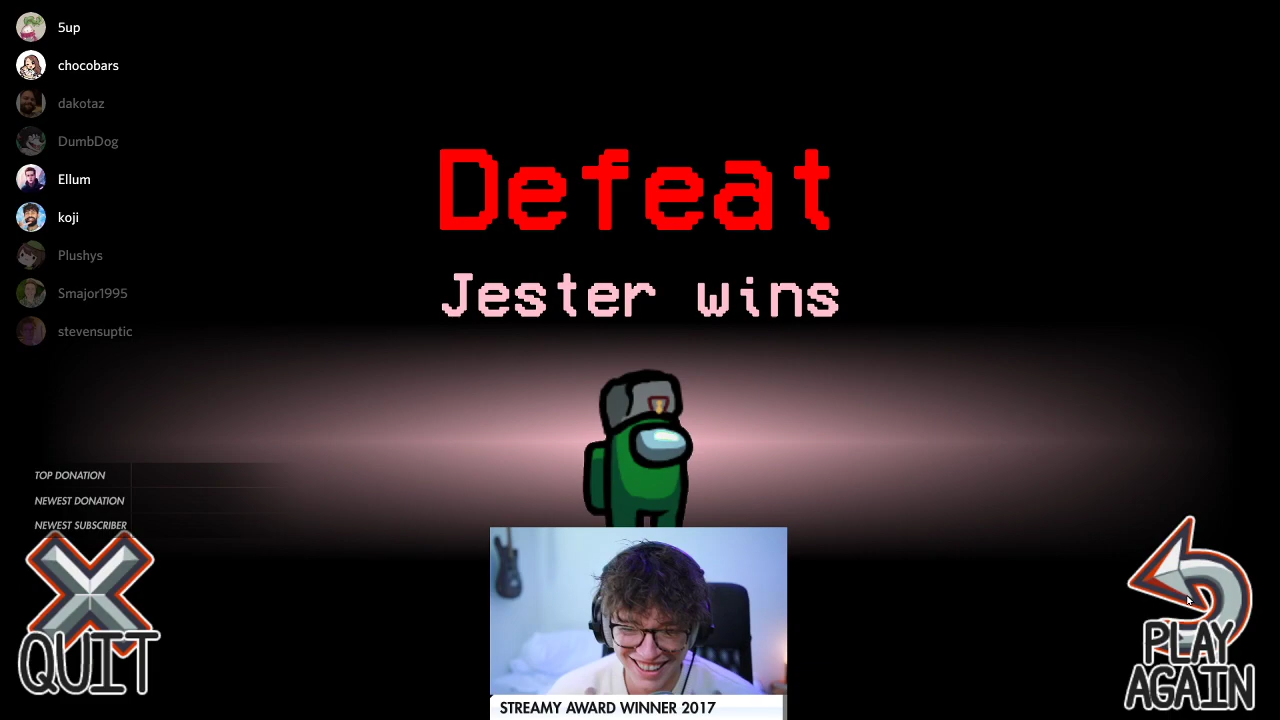 5up
chocobars
dakotaz
DumbDog
Ellum
koji
Plushys
Smajor1995
stevensuptic
Defeat
Jester wins
TOP DONATION
NEWEST DONATION
NEWEST SUBSCRIBER
QUIT
PLAY
AGAIN
STREAMY AWARD WINNER 2017